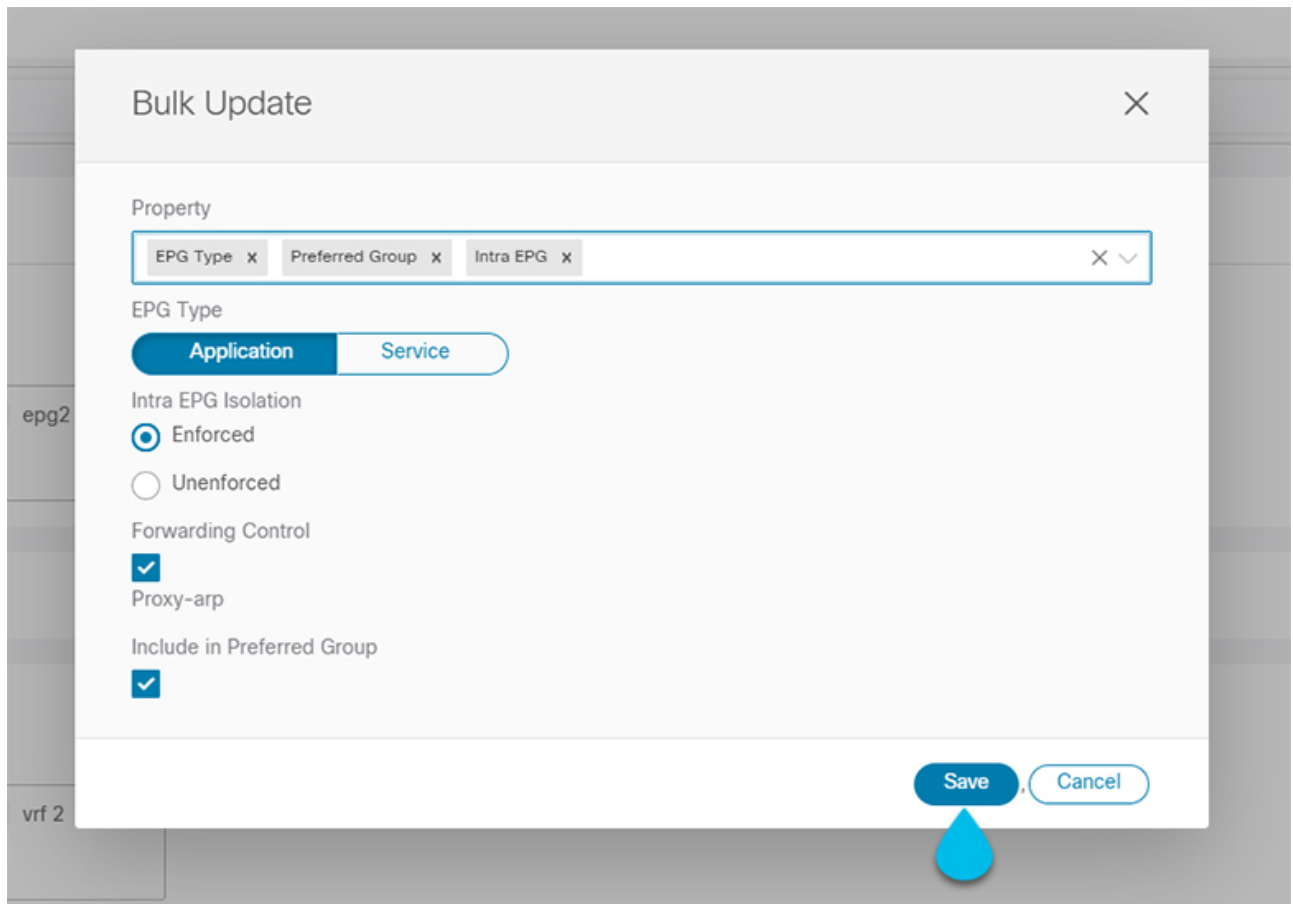 Bulk Update
Property
EPG Type x Preferred Group x Intra EPG x
EPG Type
Application Service
Intra EPG Isolation
Enforced
epg2
Unenforced
Forwarding Control
Proxy-arp
Include in Preferred Group
Save , Cancel
vrf 2